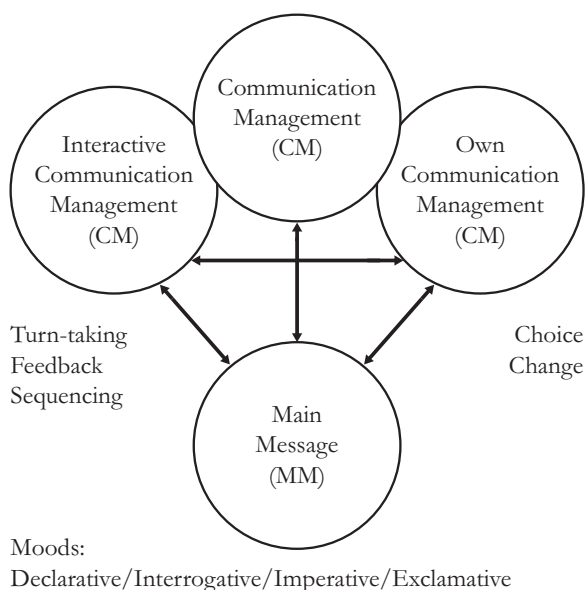 Communication
Management
(CM)
Interactive
Communication
Management
(CM)
Own
Communication
Management
(CM)
Turn-taking
Feedback
Sequencing
Choice
Change
Main
Message
(MM)
Moods:
Declarative/Interrogative/Imperative/Exclamative